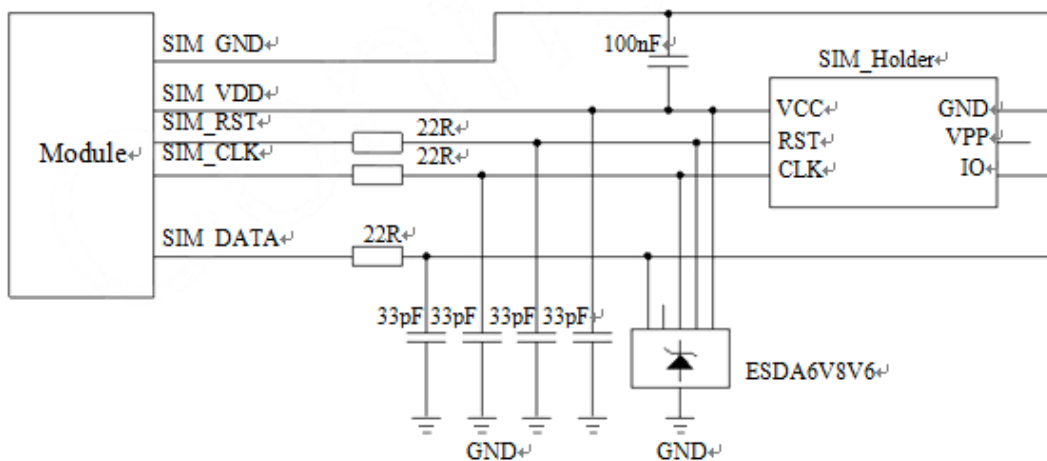 SIM_GND↵
100nF↵
SIM_Holder↵
SIM_VDD↵
VCC↵
GND↵
SIM_RST↵
22R↵
RST↵
VPP↵
Module↵
SIM_CLK↵
22R↵
CLK↵
IO↵
SIM_DATA↵
22R↵
33pF 33pF↵ 33pF 33pF↵
ESDA6V8V6↵
GND↵
GND↵